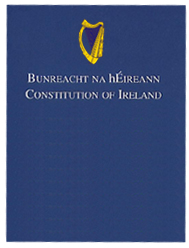 BUNREACHT NA hÉIREANN
CONSTITUTION OF IRELAND